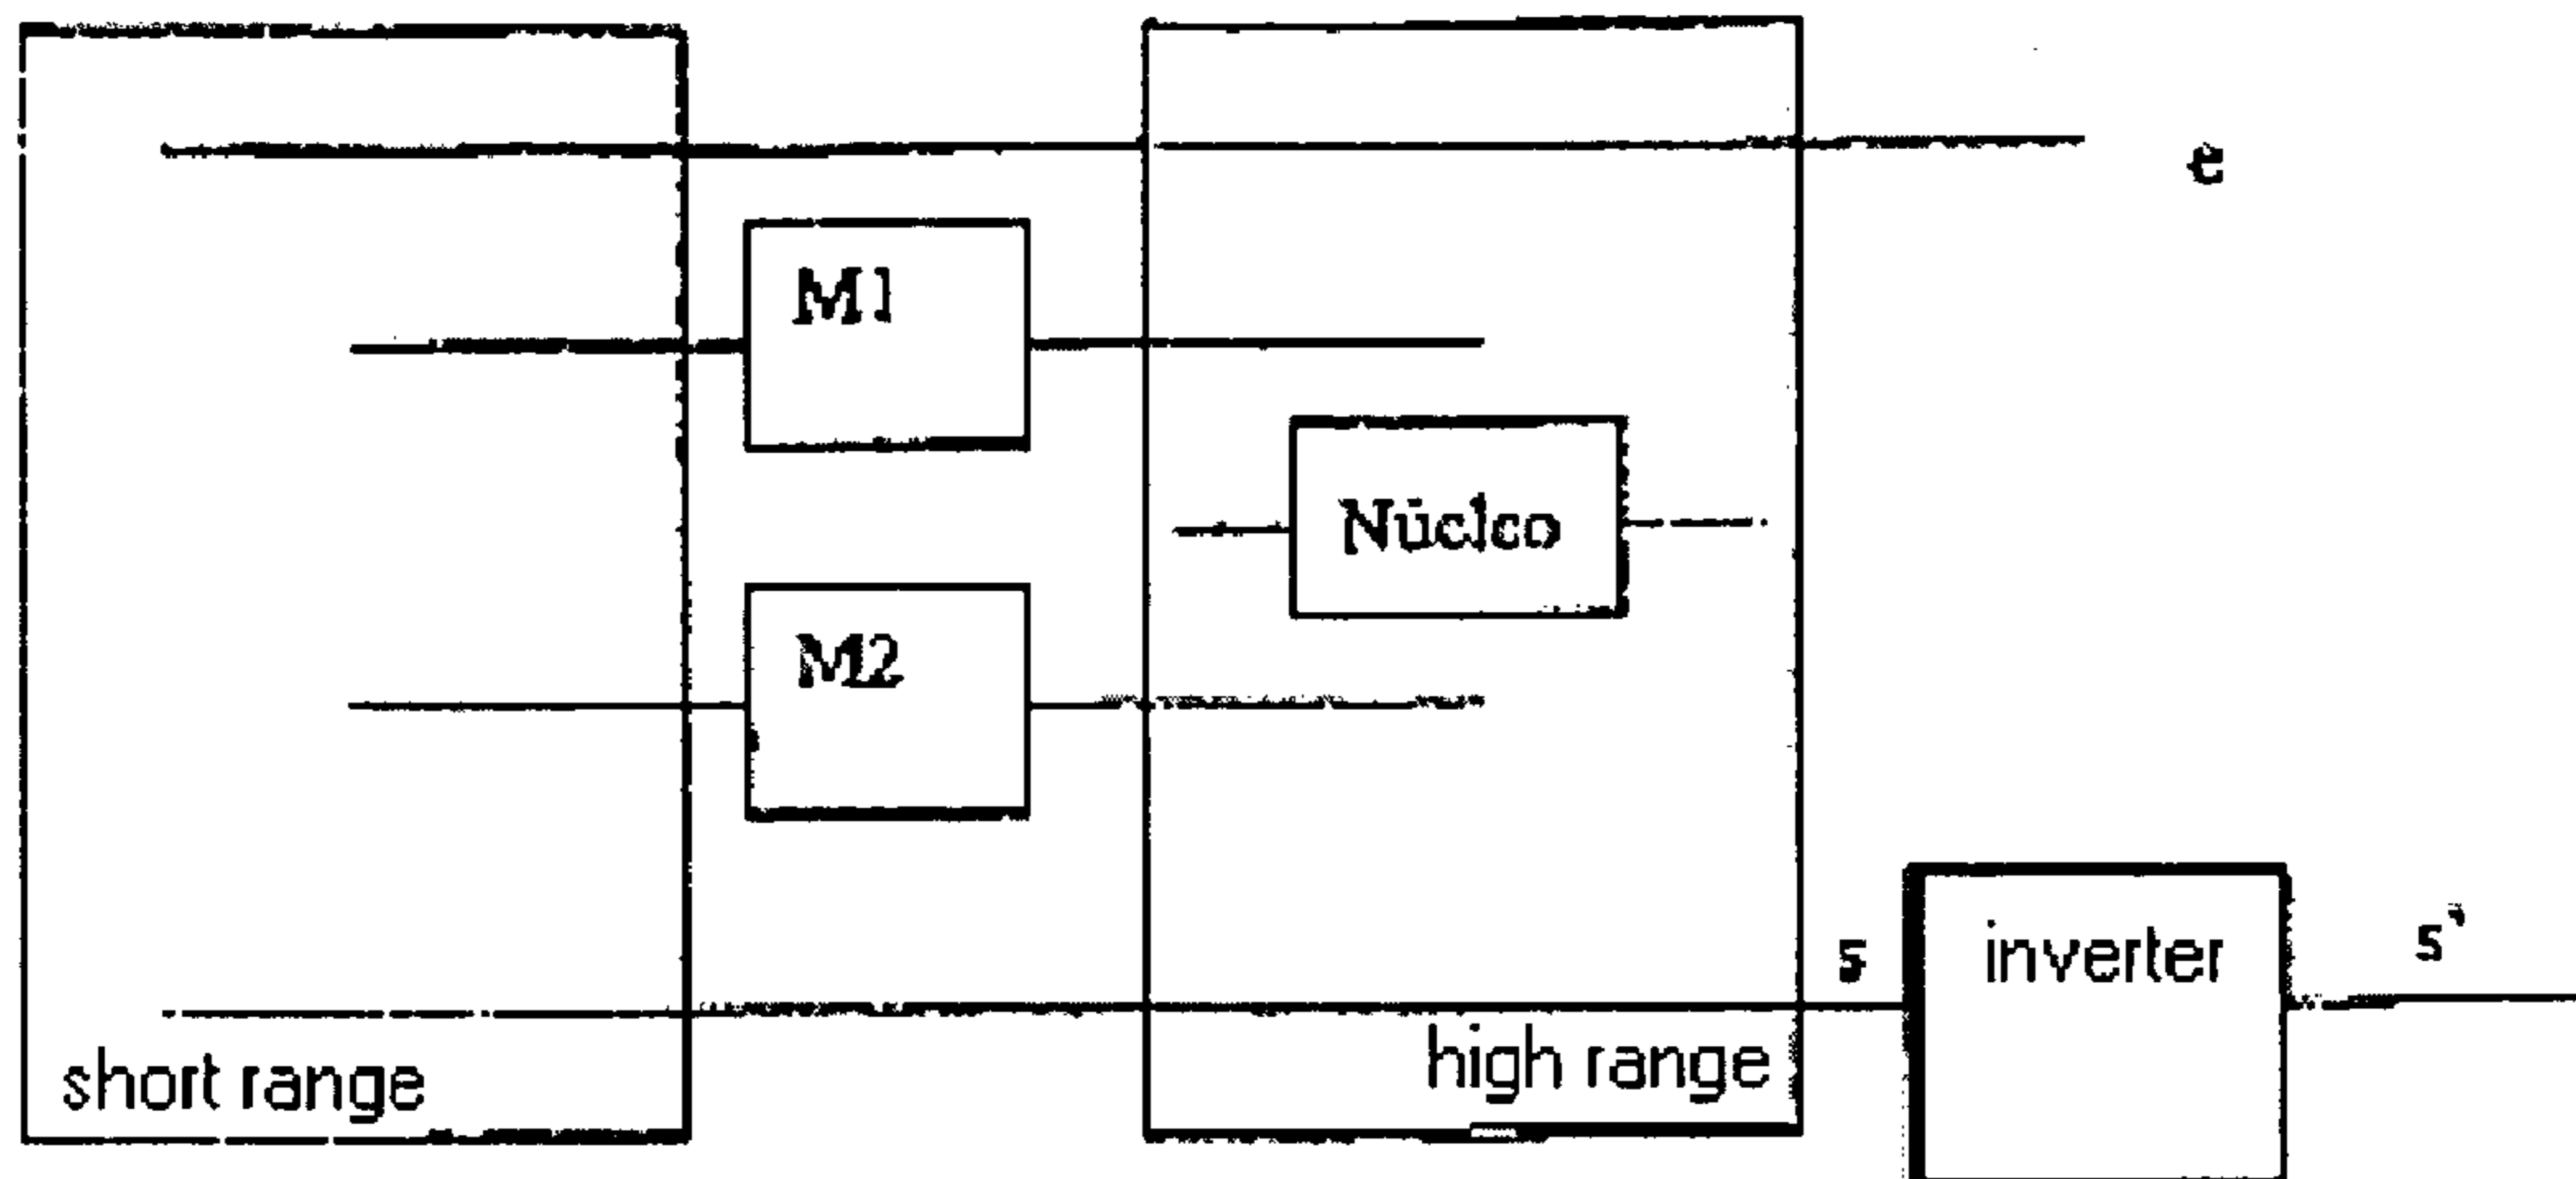 e
M1
Núcleo
M2
s
inverter
s'
short range
high range